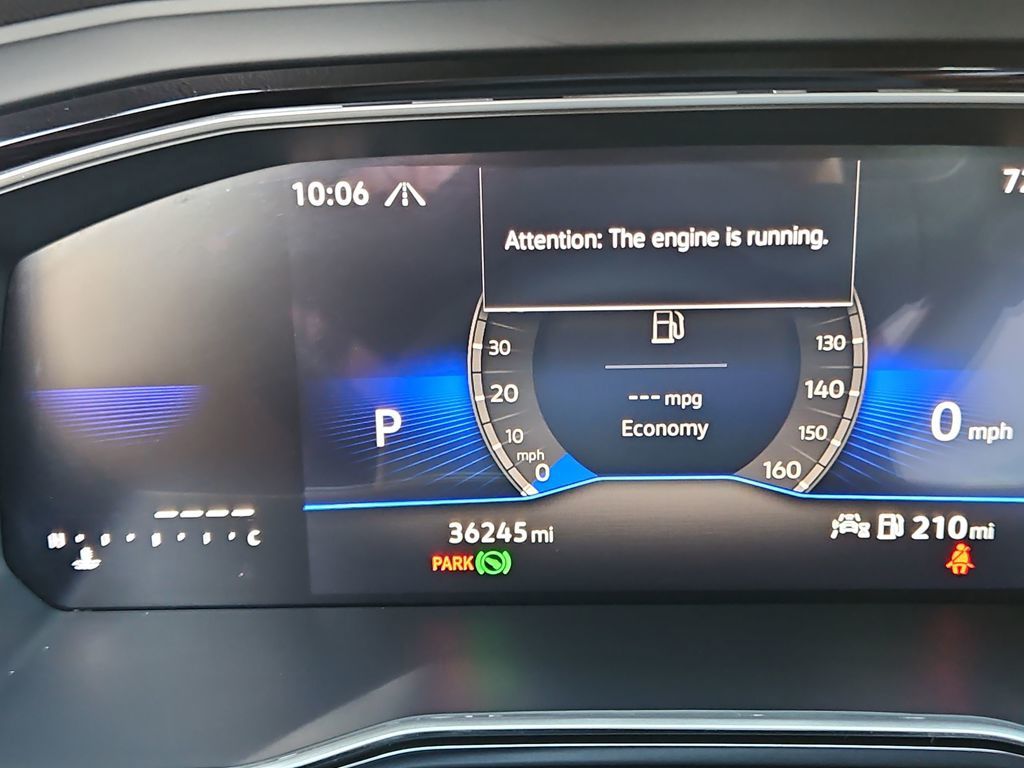 10:06
72
Attention: The engine is running.
30
130
20
--- mpg
140
P
10
Economy
150
0 mph
mph
0
160
36245 mi
210 mi
H
C
PARK